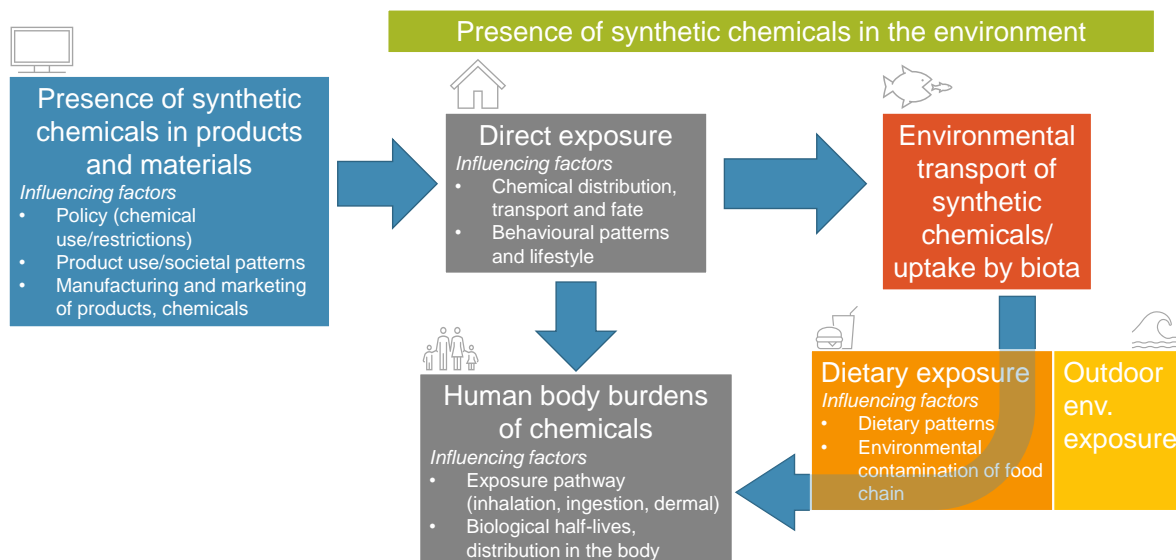 Presence of synthetic chemicals in the environment
Presence of synthetic
chemicals in products
and materials
Influencing factors
• Policy (chemical
use/restrictions)
• Product use/societal patterns
• Manufacturing and marketing
of products, chemicals
Direct exposure
Influencing factors
• Chemical distribution,
transport and fate
• Behavioural patterns
and lifestyle
Environmental
transport of
synthetic
chemicals/
uptake by biota
Human body burdens
of chemicals
Influencing factors
• Exposure pathway
(inhalation, ingestion, dermal)
• Biological half-lives,
distribution in the body
Dietary exposure
Influencing factors
• Dietary patterns
• Environmental
contamination of food
chain
Outdoor
env.
exposure